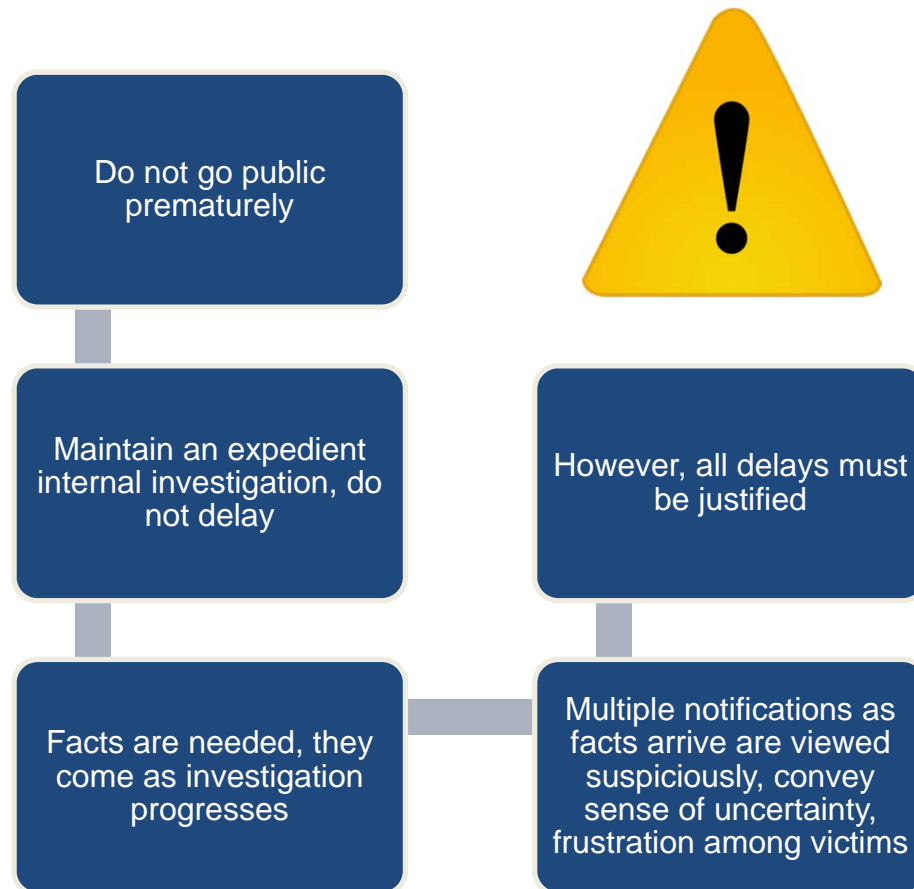 Do not go public
prematurely
Maintain an expedient
internal investigation, do
not delay
Facts are needed, they
come as investigation
progresses
Multiple notifications as
facts arrive are viewed
suspiciously, convey
sense of uncertainty,
frustration among victims
However, all delays must
be justified